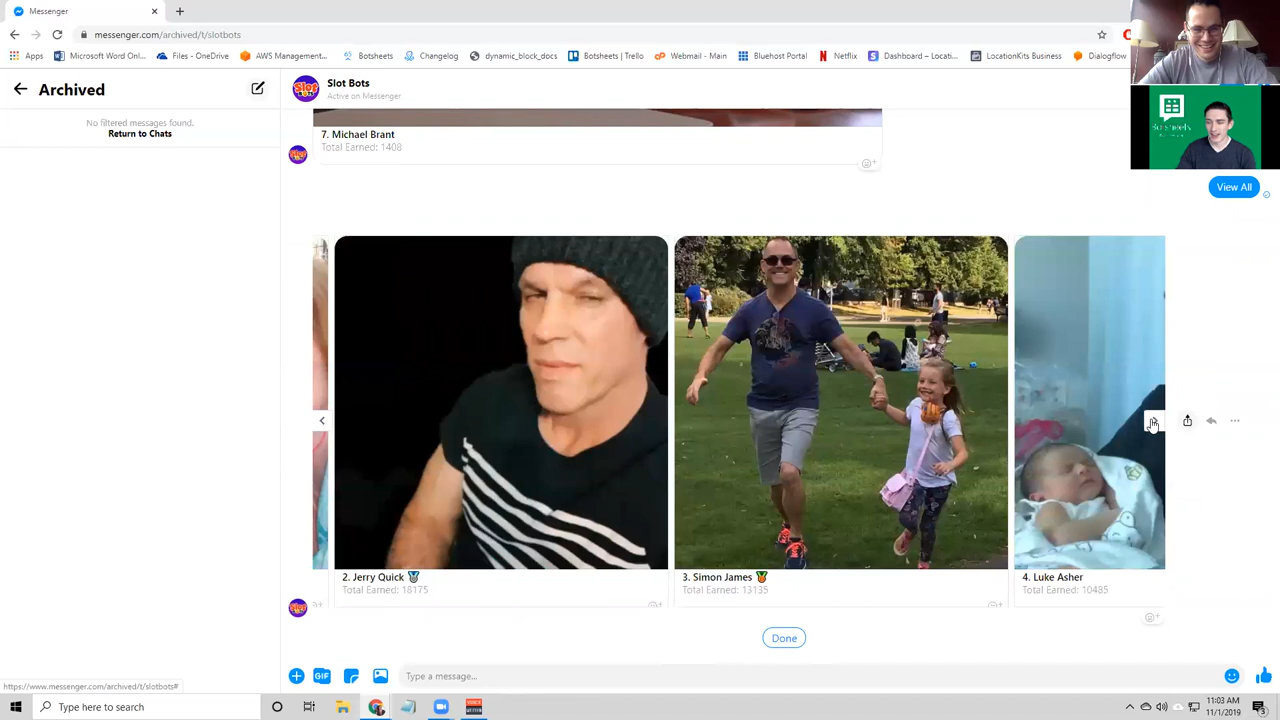 Messenger
messenger.com/archived/t/slotbots
Apps
Microsoft Word Onl...
Files - OneDrive
AWS Management...
Botsheets
Changelog
dynamic_block_docs
Botsheets | Trello
Webmail - Main
Bluehost Portal
Netflix
Dashboard – Locati...
LocationKits Business
Dialogflow
Archived
No filtered messages found.
Return to Chats
Slot Bots
Active on Messenger
7. Michael Brant
Total Earned: 1408
View All
2. Jerry Quick
Total Earned: 18175
3. Simon James
Total Earned: 13135
4. Luke Asher
Total Earned: 10485
Done
GIF
Type a message...
https://www.messenger.com/archived/t/slotbots#
Type here to search
11:03 AM
11/1/2019